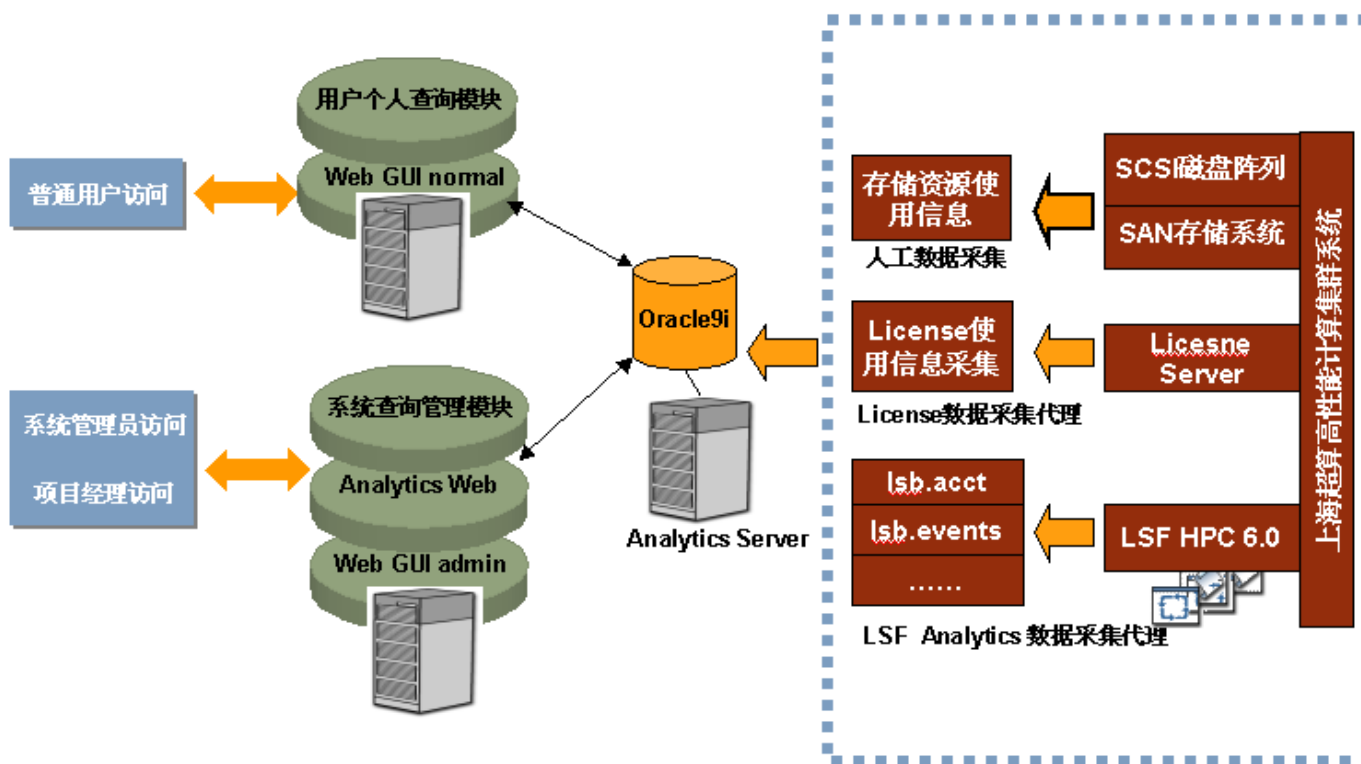 用户个人查询模块
Web GUI normal
普通用户访问
系统查询管理模块
Analytics Web
Web GUI admin
系统管理员访问
项目经理访问
Oracle9i
Analytics Server
存储资源使
用信息
人工数据采集
SCSI磁盘阵列
SAN存储系统
License使
用信息采集
License数据采集代理
Licesne
Server
lsb.acct
lsb.events
......
LSF Analytics 数据采集代理
LSF HPC 6.0
上海超算高性能计算集群系统